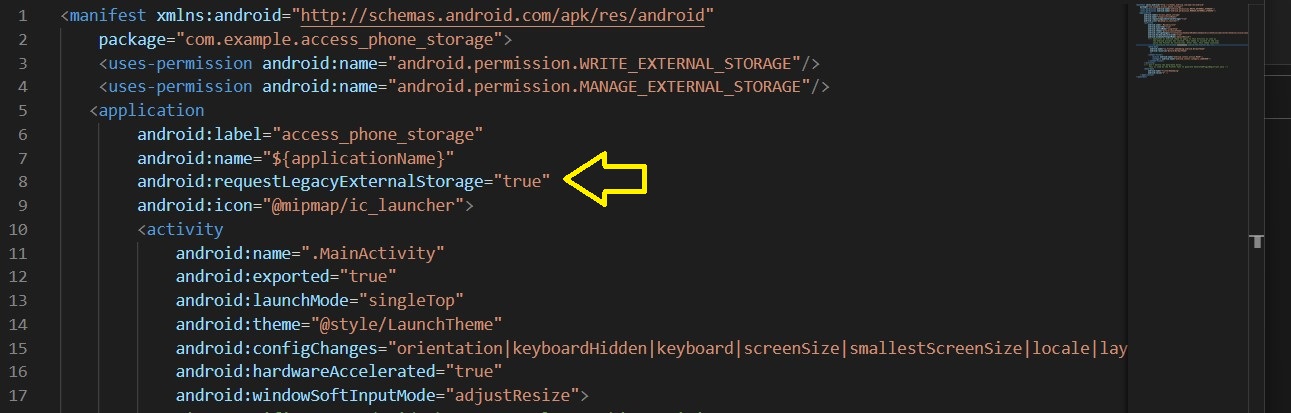 1 <manifest xmlns:android="http://schemas.android.com/apk/res/android"
2 package="com.example.access_phone_storage">
3 <uses-permission android:name="android.permission.WRITE_EXTERNAL_STORAGE"/>
4 <uses-permission android:name="android.permission.MANAGE_EXTERNAL_STORAGE"/>
5 <application
6 android:label="access_phone_storage"
7 android:name="${applicationName}"
8 android:requestLegacyExternalStorage="true"
9 android:icon="@mipmap/ic_launcher">
10 <activity
11 android:name=".MainActivity"
12 android:exported="true"
13 android:launchMode="singleTop"
14 android:theme="@style/LaunchTheme"
15 android:configChanges="orientation|keyboardHidden|keyboard|screenSize|smallestScreenSize|locale|lay
16 android:hardwareAccelerated="true"
17 android:windowSoftInputMode="adjustResize">